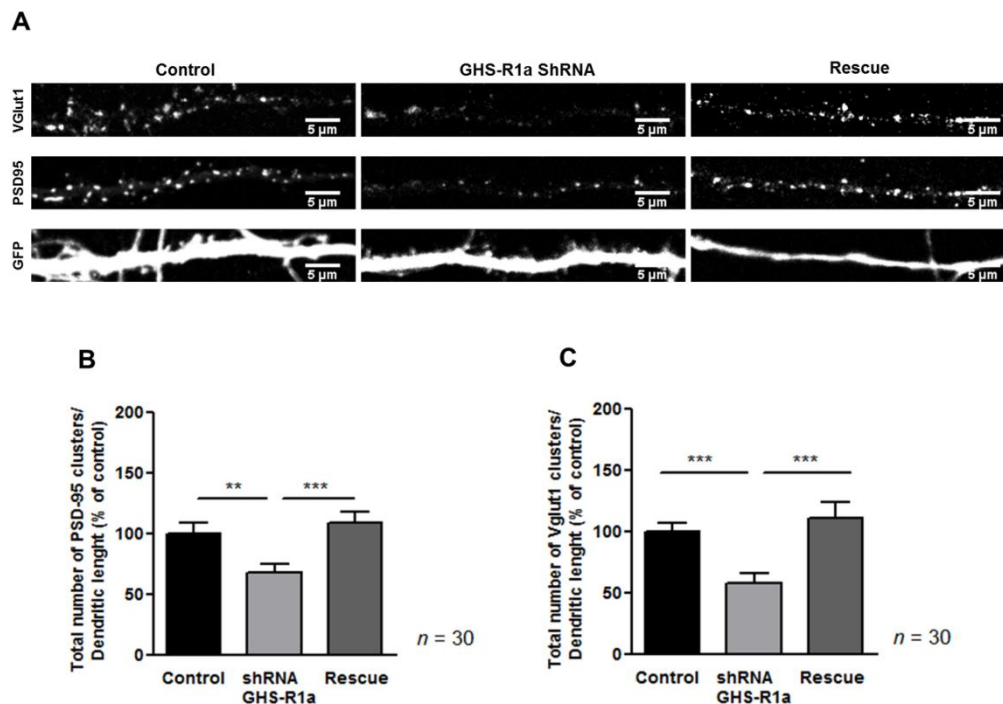 A
Control GHS-R1a ShRNA Rescue
VGlut1
5 µm 5 µm 5 µm
PSD95
5 µm 5 µm 5 µm
GFP
5 µm 5 µm 5 µm
B
Total number of PSD-95 clusters/
Dendritic lenght (% of control)
200
150
100
50
0
** ***
Control shRNA Rescue
GHS-R1a
n = 30
C
Total number of Vglut1 clusters/
Dendritic lenght (% of control)
200
150
100
50
0
*** ***
Control shRNA Rescue
GHS-R1a
n = 30